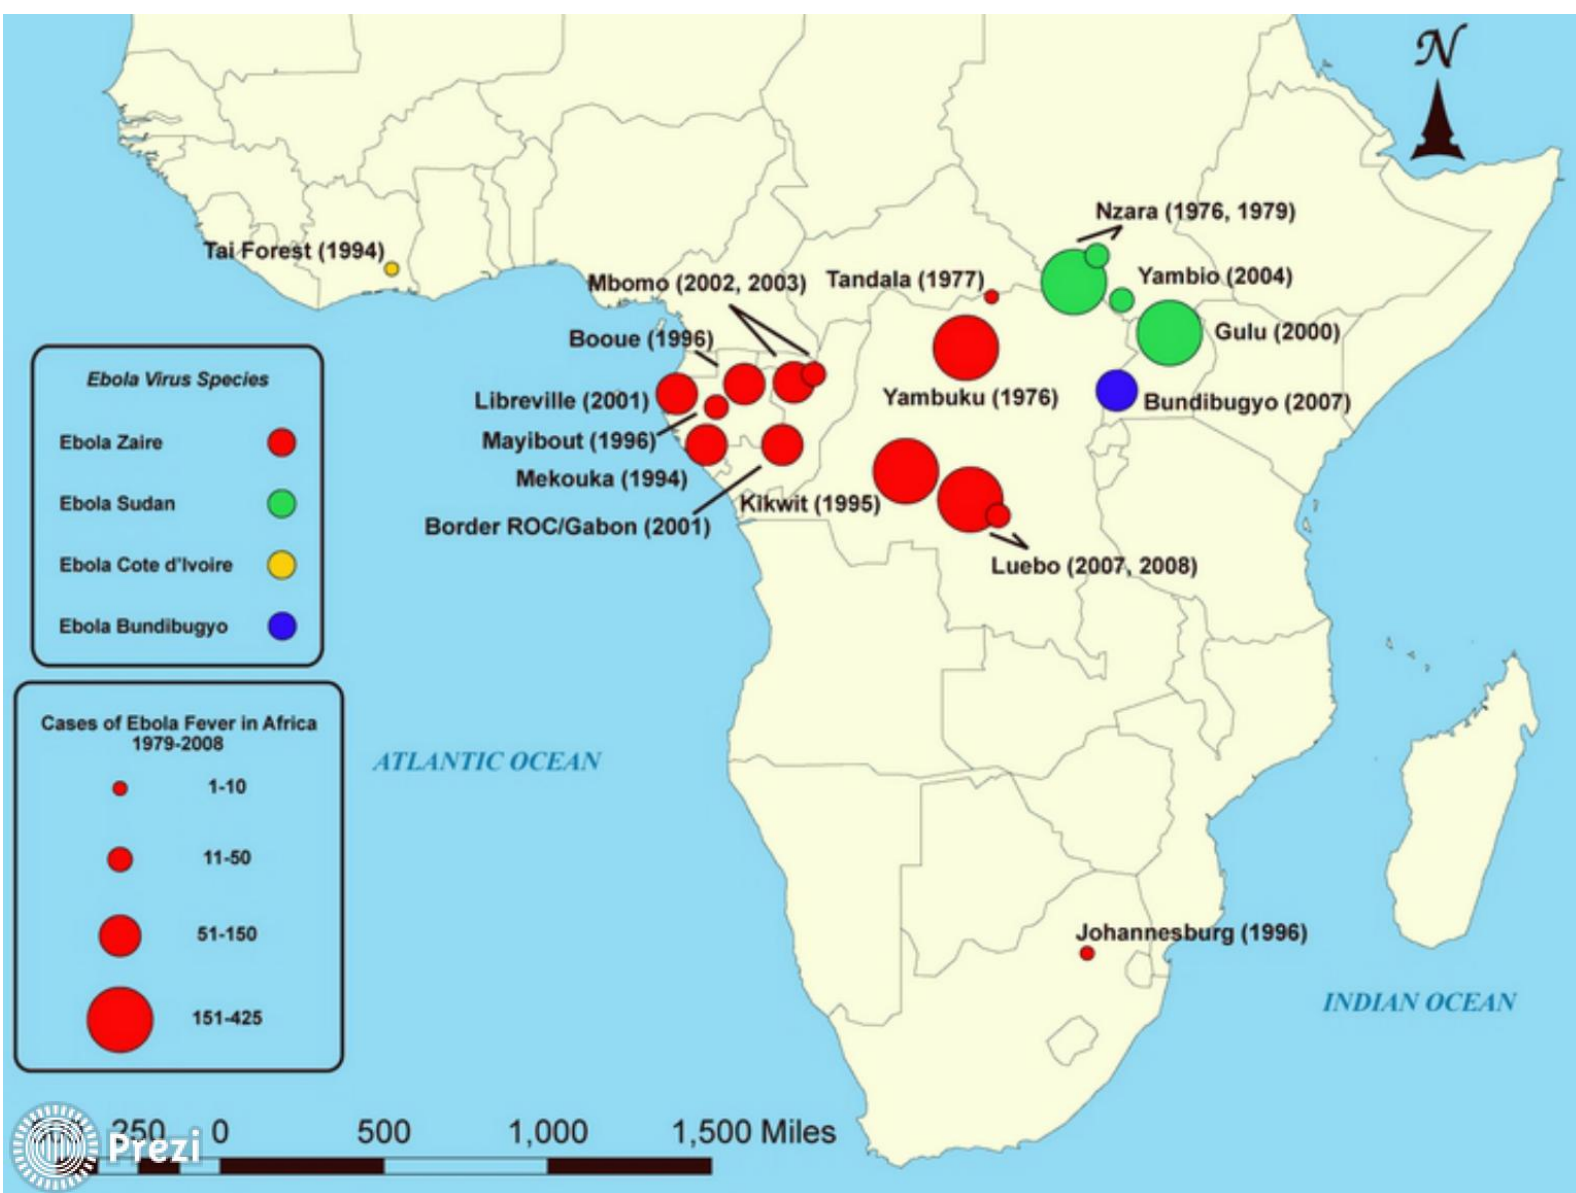 N
Nzara (1976, 1979)
Tai Forest (1994)
Mbomo (2002, 2003)
Tandala (1977)
Yambio (2004)
Booue (1996)
Gulu (2000)
Ebola Virus Species
Libreville (2001)
Yambuku (1976)
Bundibugyo (2007)
Ebola Zaire
Mayibout (1996)
Mekouka (1994)
Ebola Sudan
Kikwit (1995)
Border ROC/Gabon (2001)
Ebola Cote d'Ivoire
Luebo (2007, 2008)
Ebola Bundibugyo
Cases of Ebola Fever in Africa
1979-2008
ATLANTIC OCEAN
1-10
11-50
51-150
Johannesburg (1996)
INDIAN OCEAN
151-425
250 0 500 1,000 1,500 Miles
Prezi